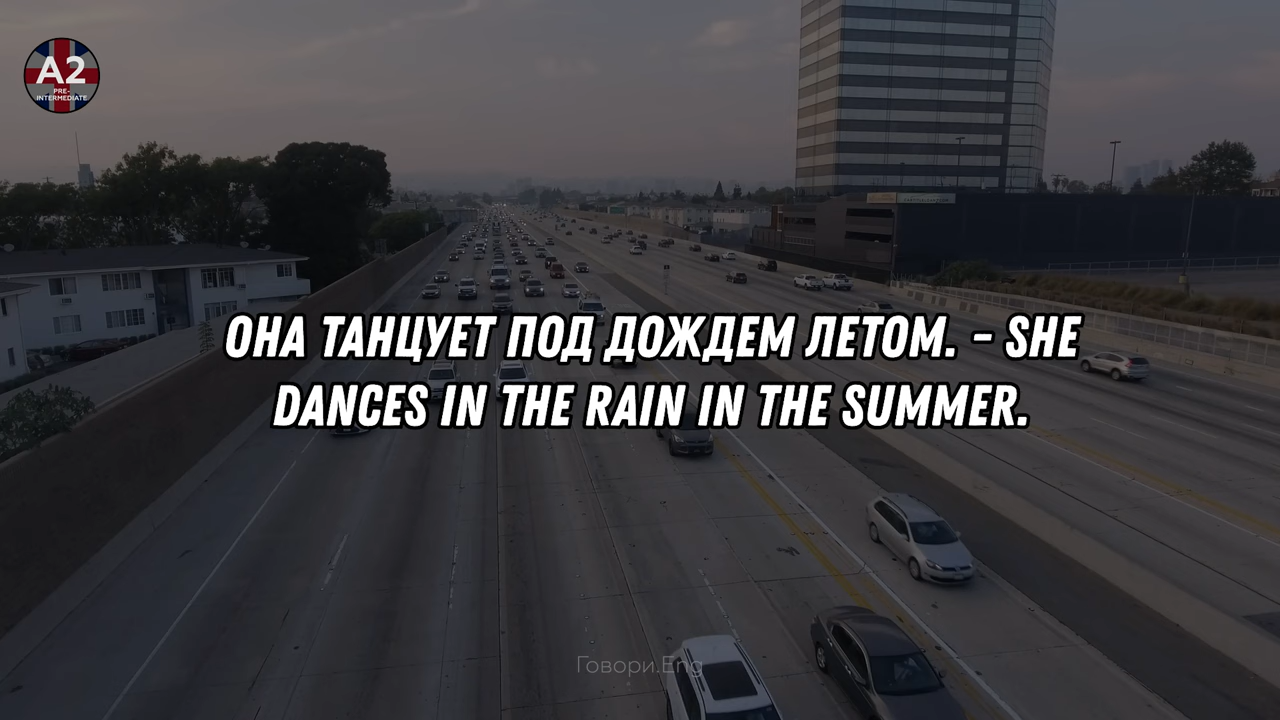 A2
PRE-
INTERMEDIATE
ОНА ТАНЦУЕТ ПОД ДОЖДЕМ ЛЕТОМ. - SHE
DANCES IN THE RAIN IN THE SUMMER.
Говори.Eng